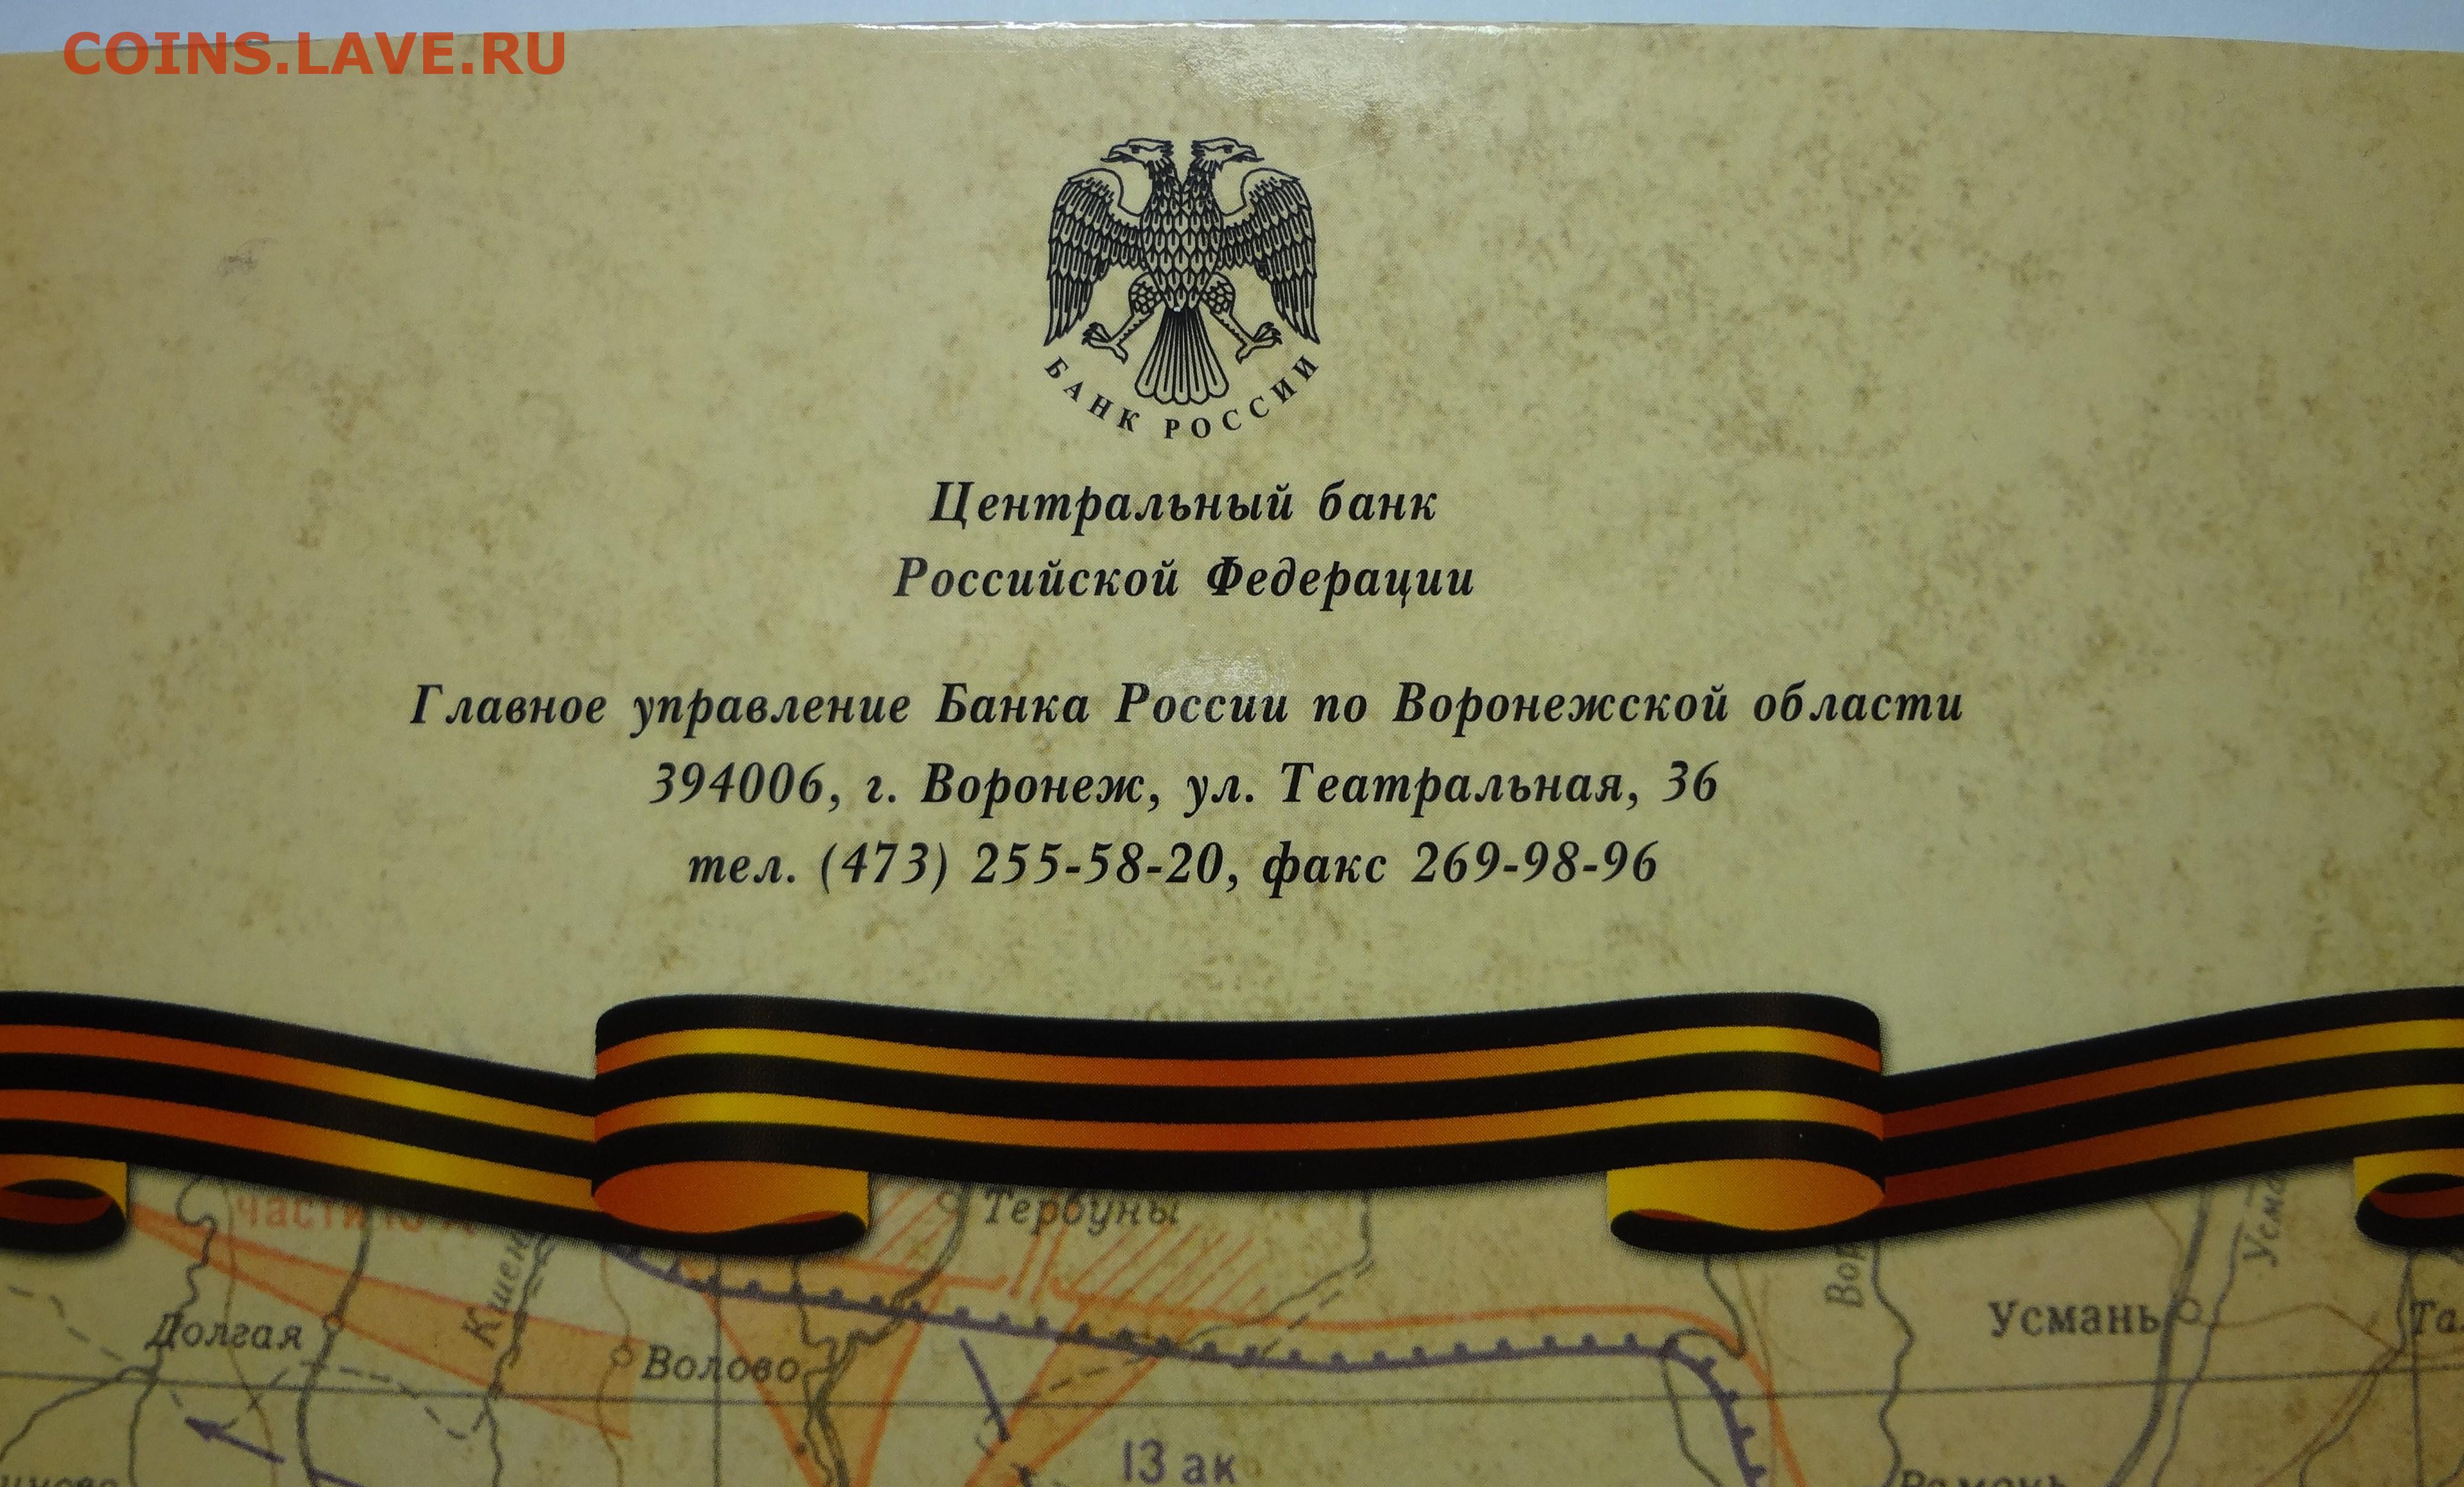 COINS.LAVE.RU
БАНК РОССИИ
Центральный банк
Российской Федерации
Главное управление Банка России по Воронежской области
394006, г. Воронеж, ул. Театральная, 36
тел. (473) 255-58-20, факс 269-98-96
Тербуны
Долгая
Волово
Усмань
13 ак